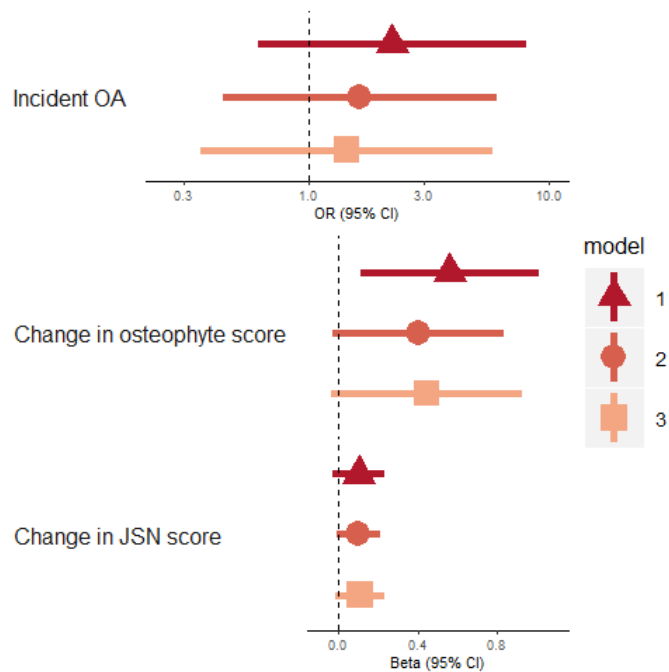 Incident OA
0.3 1.0 3.0 10.0
OR (95% CI)
model
1
2
3
Change in osteophyte score
Change in JSN score
0.0 0.4 0.8
Beta (95% CI)